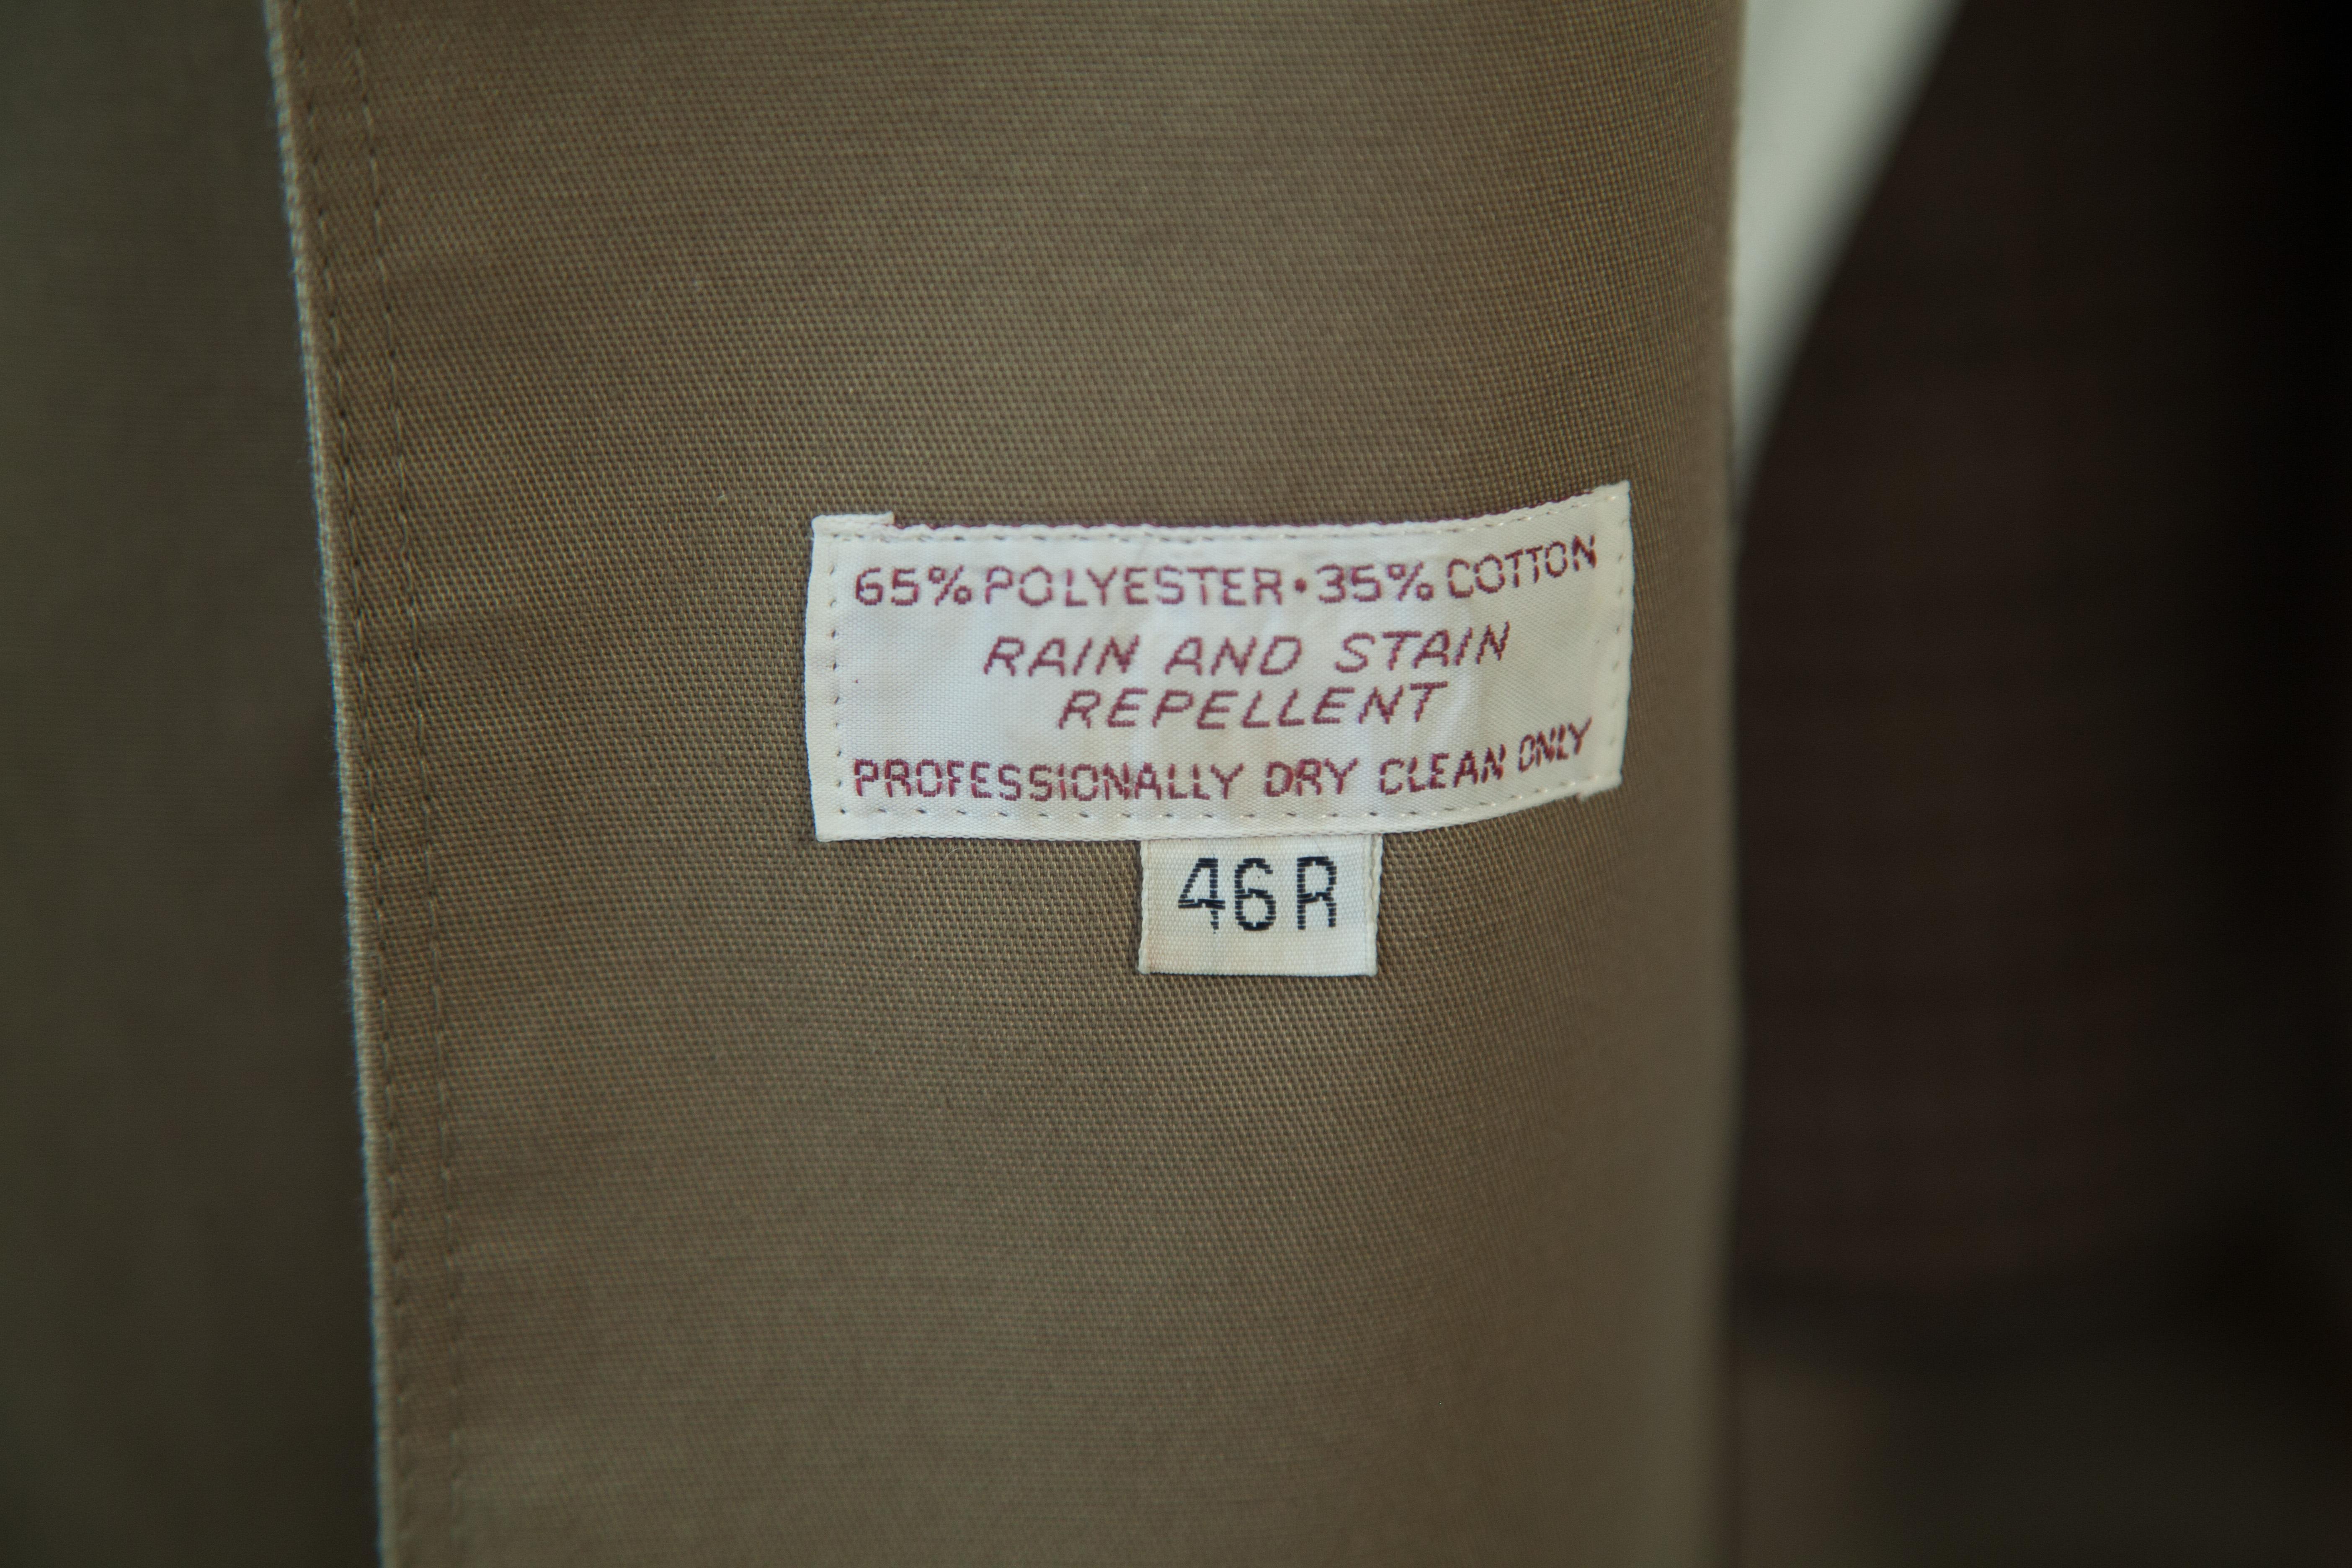 65% POLYESTER • 35% COTTON
RAIN AND STAIN
REPELLENT
PROFESSIONALLY DRY CLEAN ONLY
46R